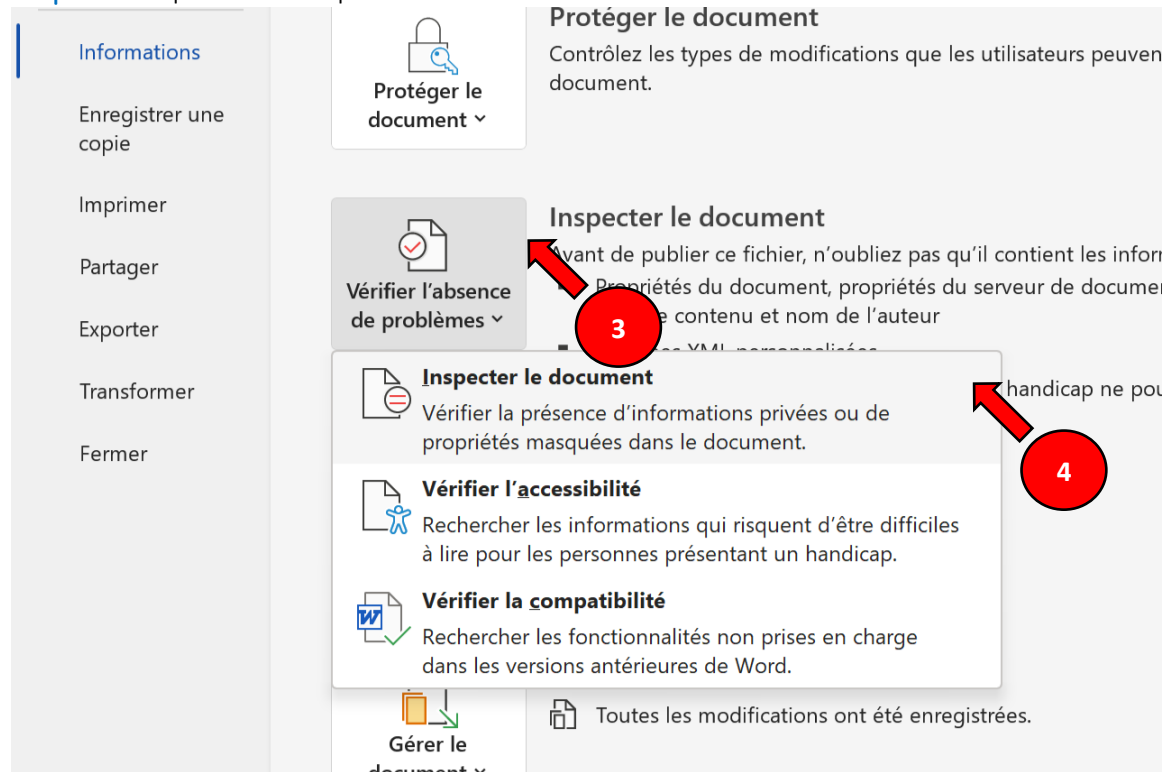 Informations
Enregistrer une
copie
Imprimer
Partager
Exporter
Transformer
Fermer
Protéger le
document
Protéger le document
Contrôlez les types de modifications que les utilisateurs peuven
document.
Vérifier l’absence
de problèmes
Inspecter le document
Avant de publier ce fichier, n’oubliez pas qu’il contient les infor
Propriétés du document, propriétés du serveur de documen
contenu et nom de l’auteur
3
XML personnalisées
handicap ne pou
4
Inspecter le document
Vérifier la présence d’informations privées ou de
propriétés masquées dans le document.
Vérifier l’accessibilité
Rechercher les informations qui risquent d’être difficiles
à lire pour les personnes présentant un handicap.
Vérifier la compatibilité
Rechercher les fonctionnalités non prises en charge
dans les versions antérieures de Word.
Gérer le
document
Toutes les modifications ont été enregistrées.